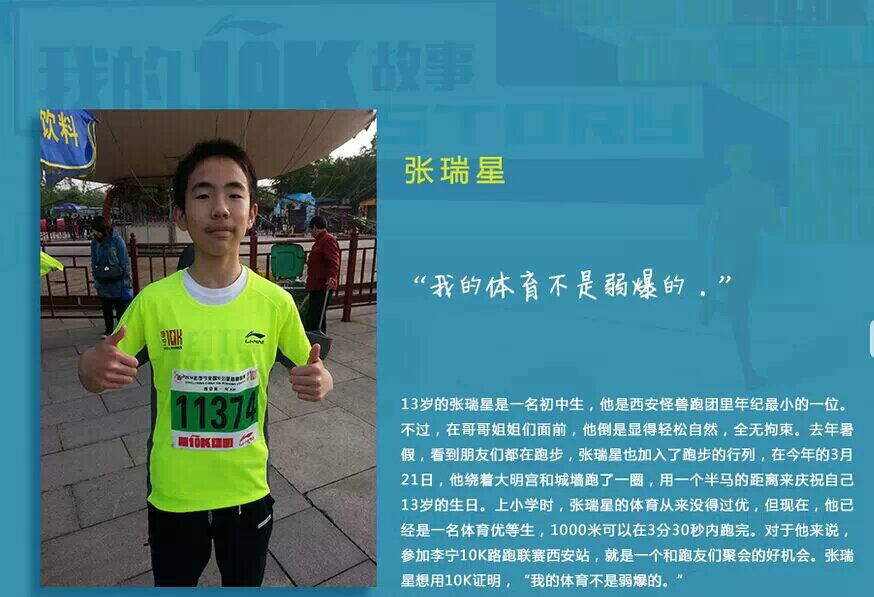 我的10K故事
STORY
饮料
张瑞星
“我的体育不是弱爆的.”
10K
LI-NING
11374
10K
13岁的张瑞星是一名初中生，他是西安怪兽跑团里年纪最小的一位。
不过，在哥哥姐姐们面前，他倒是显得轻松自然，全无拘束。去年暑
假，看到朋友们都在跑步，张瑞星也加入了跑步的行列，在今年的3月
21日，他绕着大明宫和城墙跑了一圈，用一个半马的距离来庆祝自己
13岁的生日。上小学时，张瑞星的体育从来没得过优，但现在，他已
经是一名体育优等生，1000米可以在3分30秒内跑完。对于他来说，
参加李宁10K路跑联赛西安站，就是一个和跑友们聚会的好机会。张瑞
星想用10K证明，“我的体育不是弱爆的。”